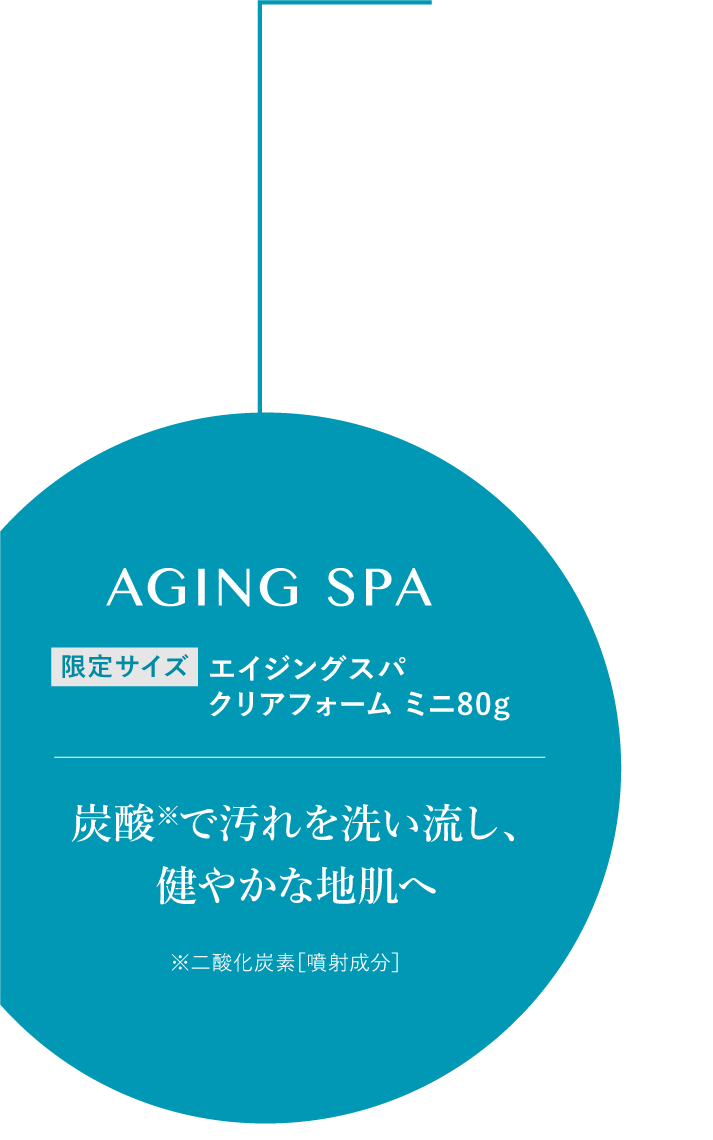 AGING SPA
限定サイズ エイジングスパ
クリアフォーム ミニ80g
炭酸※で汚れを洗い流し、
健やかな地肌へ
※二酸化炭素[噴射成分]